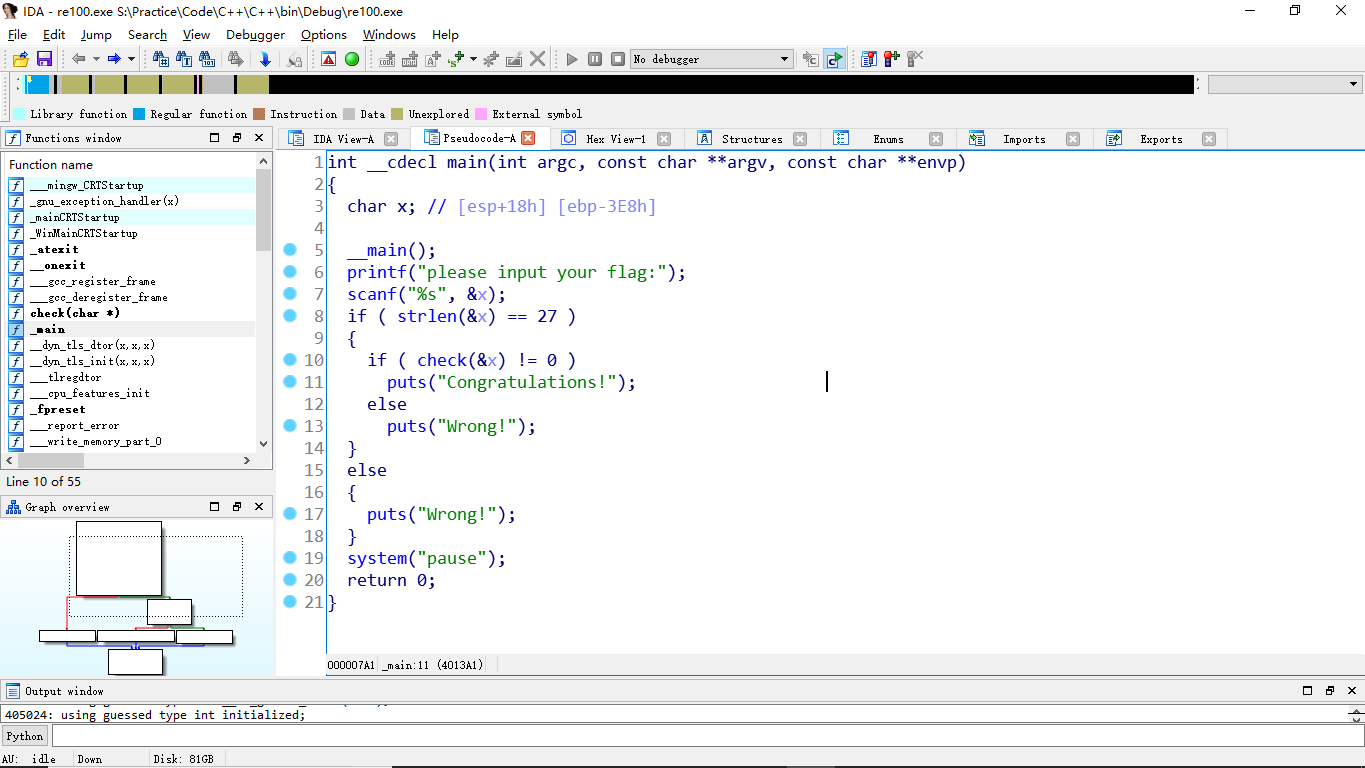 IDA - re100.exe S:\Practice\Code\C++\C++\bin\Debug\re100.exe
File Edit Jump Search View Debugger Options Windows Help
No debugger
Library function Regular function Instruction Data Unexplored External symbol
Functions window
IDA View-A Pseudocode-A Hex View-1 Structures Enums Imports Exports
Function name
___mingw_CRTStartup
_gnu_exception_handler(x)
_mainCRTStartup
_WinMainCRTStartup
_atexit
__onexit
___gcc_register_frame
___gcc_deregister_frame
check(char *)
_main
__dyn_tls_dtor(x,x,x)
__dyn_tls_init(x,x,x)
___tlregdtor
___cpu_features_init
_fpreset
___report_error
___write_memory_part_0
Line 10 of 55
Graph overview
1 int __cdecl main(int argc, const char **argv, const char **envp)
2 {
3 char x; // [esp+18h] [ebp-3E8h]
4
5 __main();
6 printf("please input your flag:");
7 scanf("%s", &x);
8 if ( strlen(&x) == 27 )
9 {
10 if ( check(&x) != 0 )
11 puts("Congratulations!");
12 else
13 puts("Wrong!");
14 }
15 else
16 {
17 puts("Wrong!");
18 }
19 system("pause");
20 return 0;
21 }
000007A1 _main:11 (4013A1)
Output window
405024: using guessed type int initialized;
Python
AU: idle Down Disk: 81GB